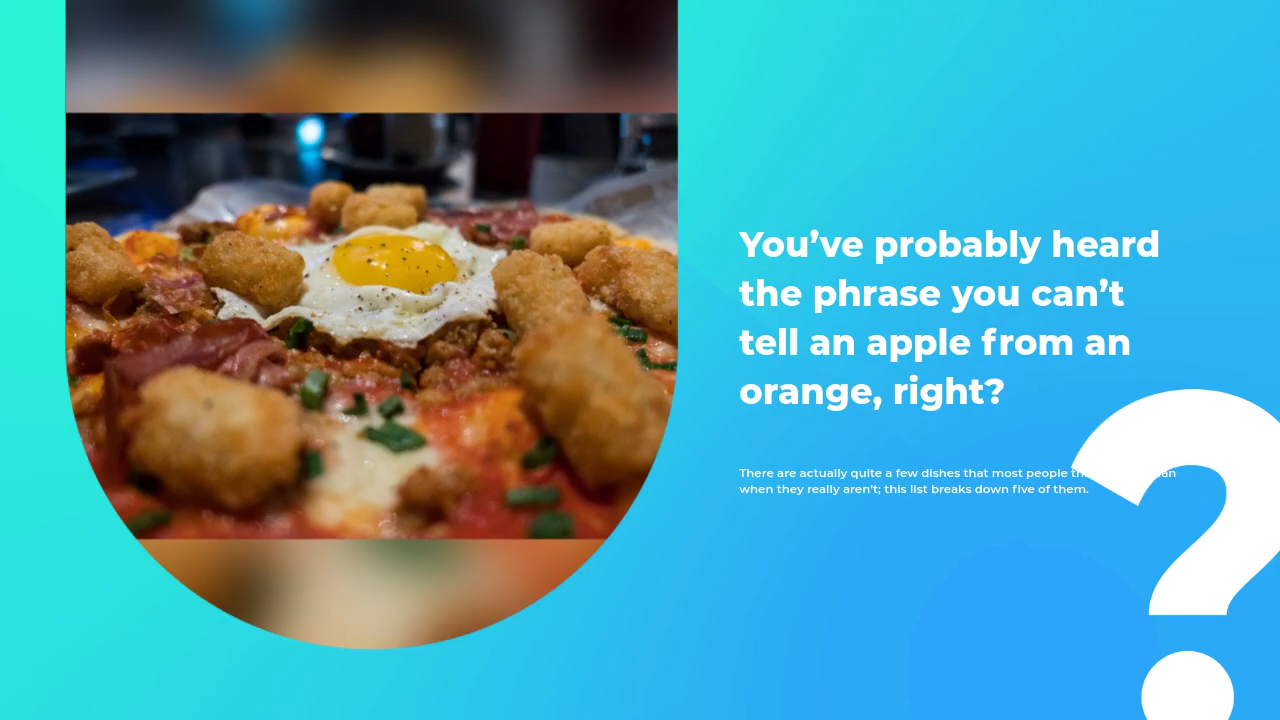 You’ve probably heard
the phrase you can’t
tell an apple from an
orange, right?
There are actually quite a few dishes that most people
when they really aren't; this list breaks down five of them.